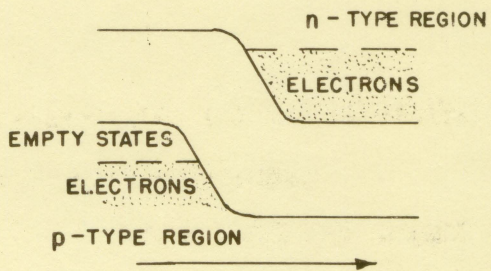 n-TYPE REGION
ELECTRONS
EMPTY STATES
ELECTRONS
p-TYPE REGION